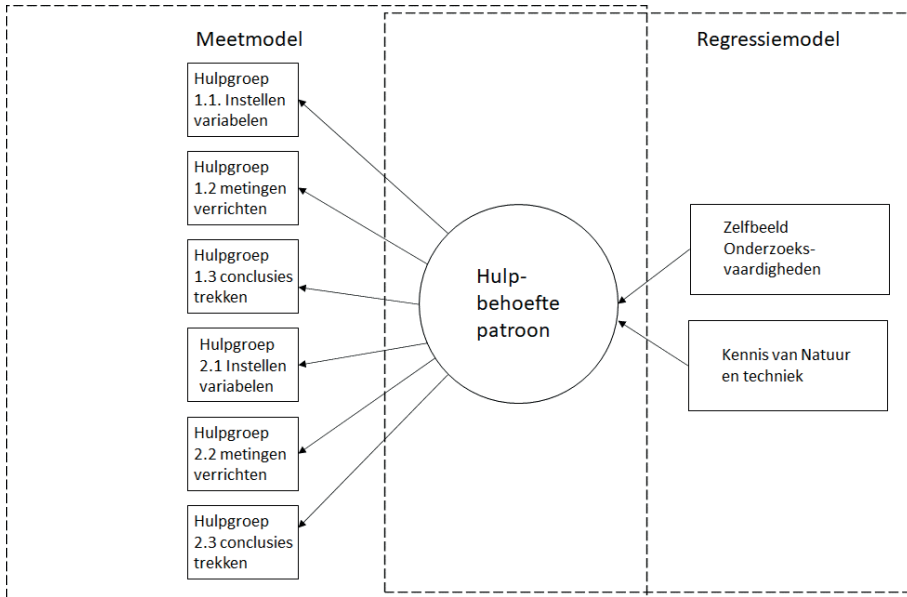 Meetmodel
Regressiemodel
Hulpgroep
1.1. Instellen
variabelen
Hulpgroep
1.2 metingen
verrichten
Hulpgroep
1.3 conclusies
trekken
Hulpgroep
2.1 Instellen
variabelen
Hulpgroep
2.2 metingen
verrichten
Hulpgroep
2.3 conclusies
trekken
Hulp-
behoefte
patroon
Zelfbeeld
Onderzoeks-
vaardigheden
Kennis van Natuur
en techniek